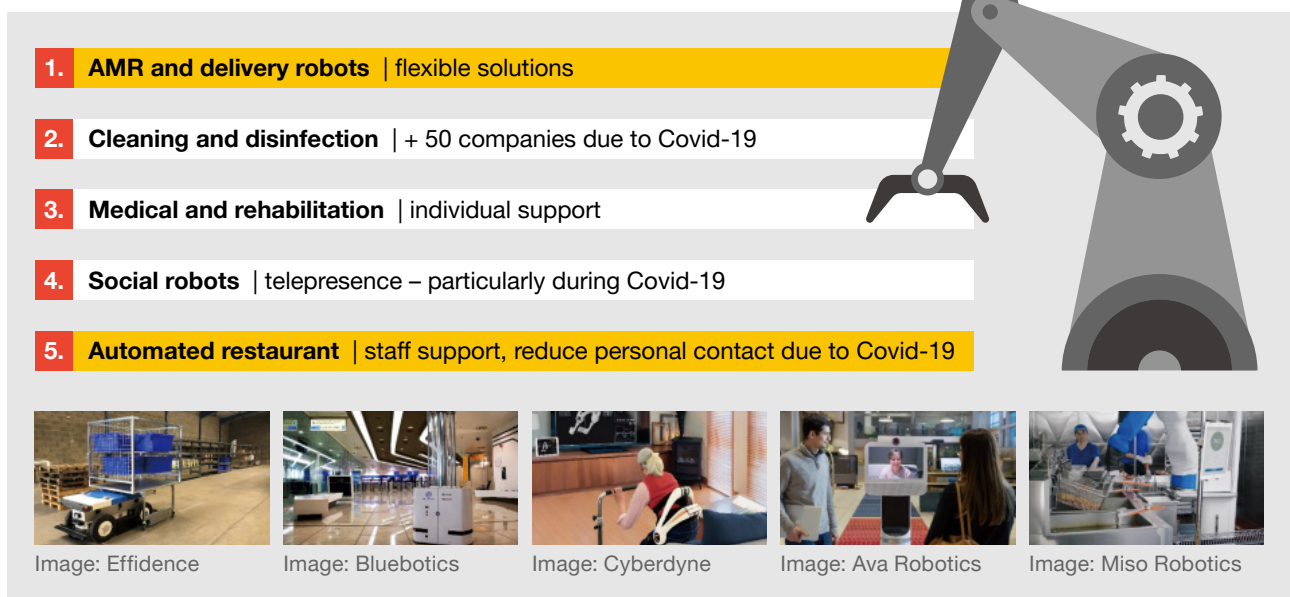 1. AMR and delivery robots | flexible solutions
2. Cleaning and disinfection | + 50 companies due to Covid-19
3. Medical and rehabilitation | individual support
4. Social robots | telepresence – particularly during Covid-19
5. Automated restaurant | staff support, reduce personal contact due to Covid-19
Image: Effidence
Image: Bluebotics
Image: Cyberdyne
Image: Ava Robotics
Image: Miso Robotics